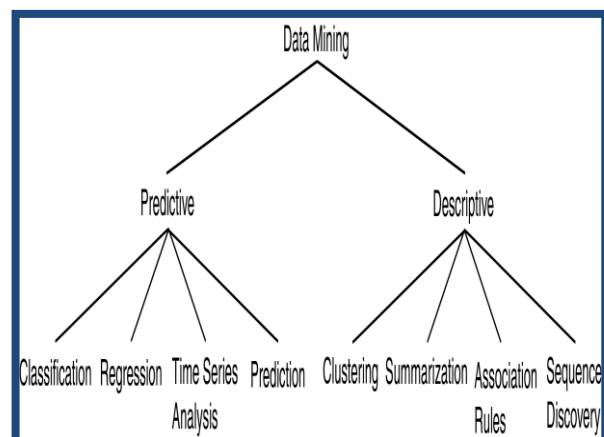 Data Mining
Predictive Descriptive
Classification Regression Time Series Analysis Prediction Clustering Summarization Association Rules Sequence Discovery